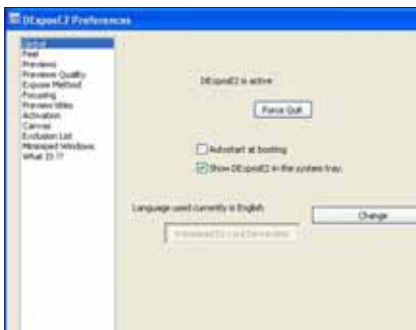 DExposE2 Preferences
Global
Feel
Previews
Previews Quality
Expose Method
Focusing
Preview titles
Activation
Canvas
Exclusion List
Minimized Windows
What IS ??
DExposE2 is active
Force Quit
Autostart at booting
Show DExposE2 in the system tray
Language used currently is English
Change